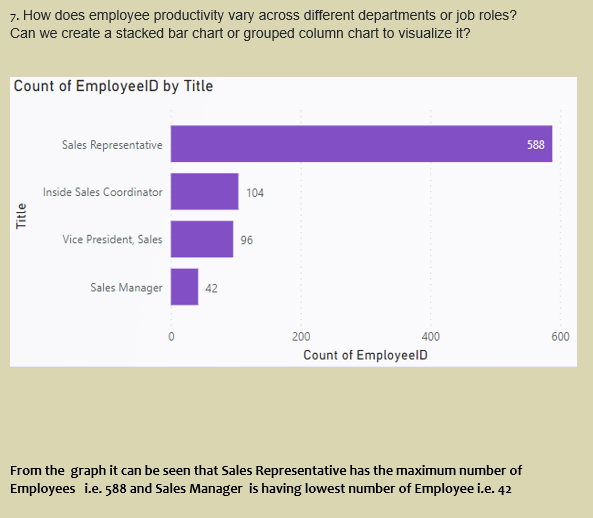 7. How does employee productivity vary across different departments or job roles?
Can we create a stacked bar chart or grouped column chart to visualize it?
Count of EmployeeID by Title
Title
Sales Representative 588
Inside Sales Coordinator 104
Vice President, Sales 96
Sales Manager 42
0 200 400 600
Count of EmployeeID
From the graph it can be seen that Sales Representative has the maximum number of
Employees i.e. 588 and Sales Manager is having lowest number of Employee i.e. 42